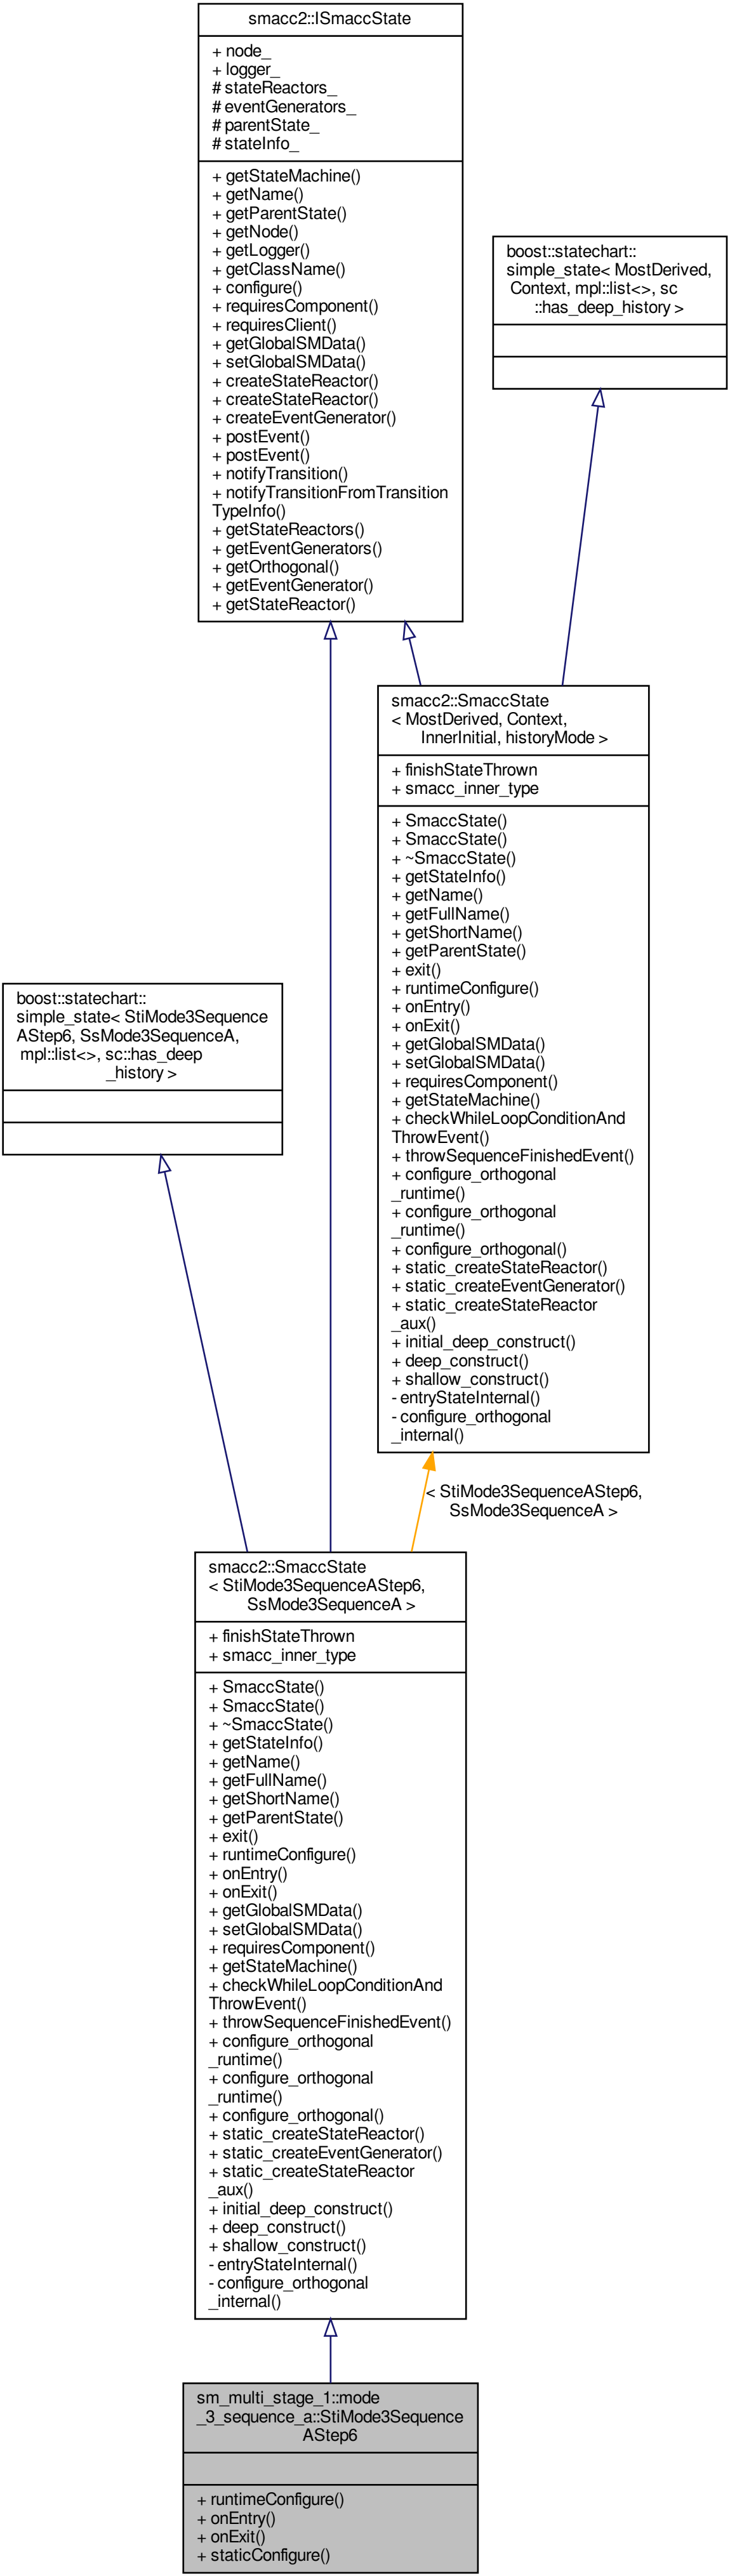 smacc2::ISmaccState
+ node_
+ logger_
# stateReactors_
# eventGenerators_
# parentState_
# stateInfo_
+ getStateMachine()
+ getName()
+ getParentState()
+ getNode()
+ getLogger()
+ getClassName()
+ configure()
+ requiresComponent()
+ requiresClient()
+ getGlobalSMData()
+ setGlobalSMData()
+ createStateReactor()
+ createStateReactor()
+ createEventGenerator()
+ postEvent()
+ postEvent()
+ notifyTransition()
+ notifyTransitionFromTransition
TypeInfo()
+ getStateReactors()
+ getEventGenerators()
+ getOrthogonal()
+ getEventGenerator()
+ getStateReactor()
boost::statechart::
simple_state< MostDerived,
Context, mpl::list<>, sc
::has_deep_history >
smacc2::SmaccState
< MostDerived, Context,
InnerInitial, historyMode >
+ finishStateThrown
+ smacc_inner_type
+ SmaccState()
+ SmaccState()
+ ~SmaccState()
+ getStateInfo()
+ getName()
+ getFullName()
+ getShortName()
+ getParentState()
+ exit()
+ runtimeConfigure()
+ onEntry()
+ onExit()
+ getGlobalSMData()
+ setGlobalSMData()
+ requiresComponent()
+ getStateMachine()
+ checkWhileLoopConditionAnd
ThrowEvent()
+ throwSequenceFinishedEvent()
+ configure_orthogonal
_runtime()
+ configure_orthogonal
_runtime()
+ configure_orthogonal()
+ static_createStateReactor()
+ static_createEventGenerator()
+ static_createStateReactor
_aux()
+ initial_deep_construct()
+ deep_construct()
+ shallow_construct()
- entryStateInternal()
- configure_orthogonal
_internal()
boost::statechart::
simple_state< StiMode3Sequence
AStep6, SsMode3SequenceA,
mpl::list<>, sc::has_deep
_history >
< StiMode3SequenceAStep6,
SsMode3SequenceA >
smacc2::SmaccState
< StiMode3SequenceAStep6,
SsMode3SequenceA >
+ finishStateThrown
+ smacc_inner_type
+ SmaccState()
+ SmaccState()
+ ~SmaccState()
+ getStateInfo()
+ getName()
+ getFullName()
+ getShortName()
+ getParentState()
+ exit()
+ runtimeConfigure()
+ onEntry()
+ onExit()
+ getGlobalSMData()
+ setGlobalSMData()
+ requiresComponent()
+ getStateMachine()
+ checkWhileLoopConditionAnd
ThrowEvent()
+ throwSequenceFinishedEvent()
+ configure_orthogonal
_runtime()
+ configure_orthogonal
_runtime()
+ configure_orthogonal()
+ static_createStateReactor()
+ static_createEventGenerator()
+ static_createStateReactor
_aux()
+ initial_deep_construct()
+ deep_construct()
+ shallow_construct()
- entryStateInternal()
- configure_orthogonal
_internal()
sm_multi_stage_1::mode
_3_sequence_a::StiMode3Sequence
AStep6
+ runtimeConfigure()
+ onEntry()
+ onExit()
+ staticConfigure()